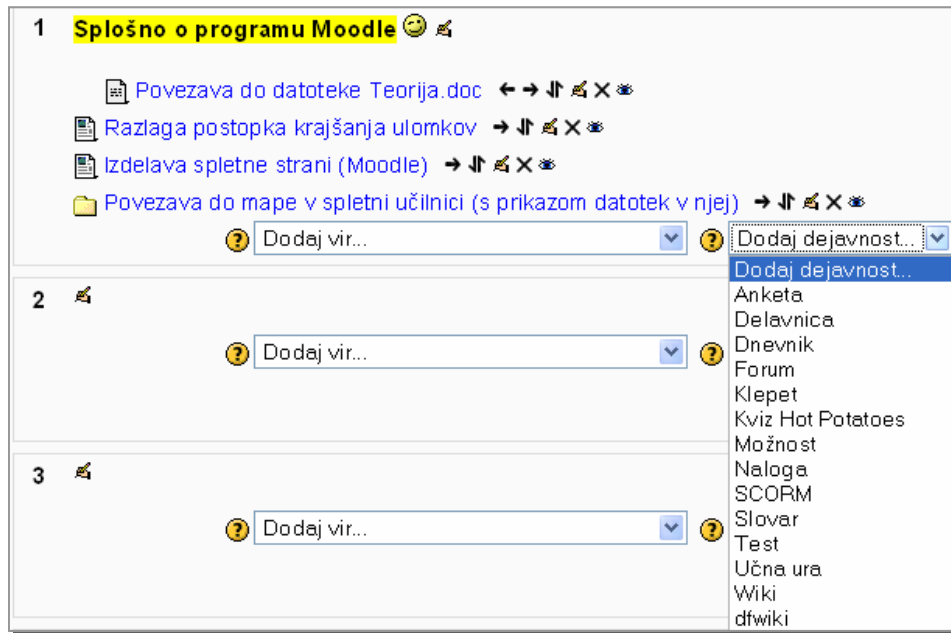 1 Splošno o programu Moodle
Povezava do datoteke Teorija.doc
Razlaga postopka krajšanja ulomkov
Izdelava spletne strani (Moodle)
Povezava do mape v spletni učilnici (s prikazom datotek v njej)
? Dodaj vir... ? Dodaj dejavnost...
Dodaj dejavnost...
Anketa
Delavnica
Dnevnik
Forum
Klepet
Kviz Hot Potatoes
Možnost
Naloga
SCORM
Slovar
Test
Učna ura
Wiki
dfwiki
2
? Dodaj vir... ?
3
? Dodaj vir... ?